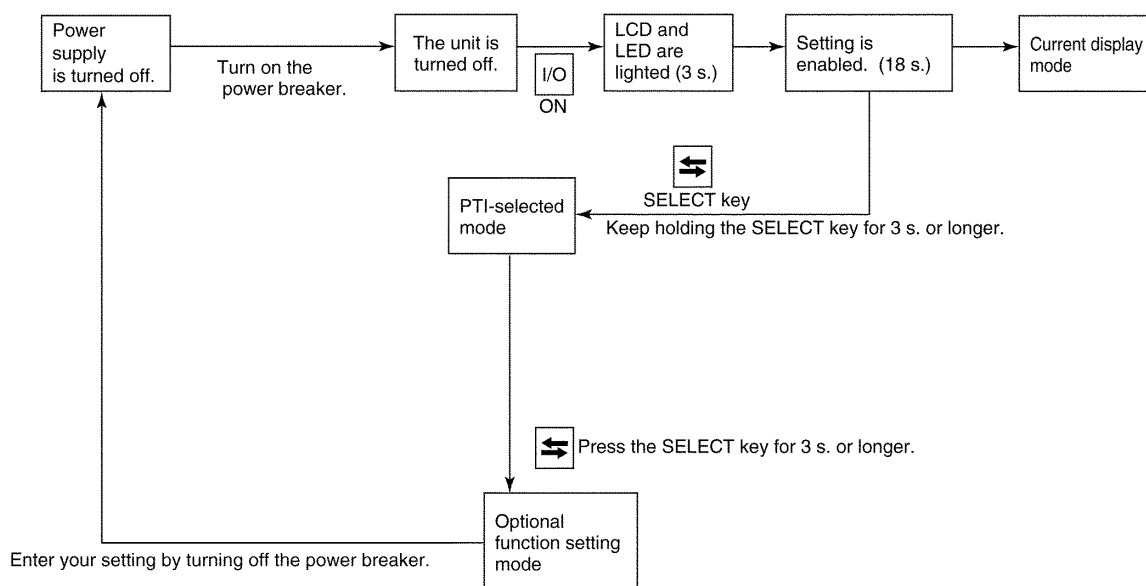 Power
supply
is turned off.
Turn on the
power breaker.
The unit is
turned off.
I/O
ON
LCD and
LED are
lighted (3 s.)
Setting is
enabled. (18 s.)
Current display
mode
SELECT key
Keep holding the SELECT key for 3 s. or longer.
PTI-selected
mode
Press the SELECT key for 3 s. or longer.
Optional
function setting
mode
Enter your setting by turning off the power breaker.